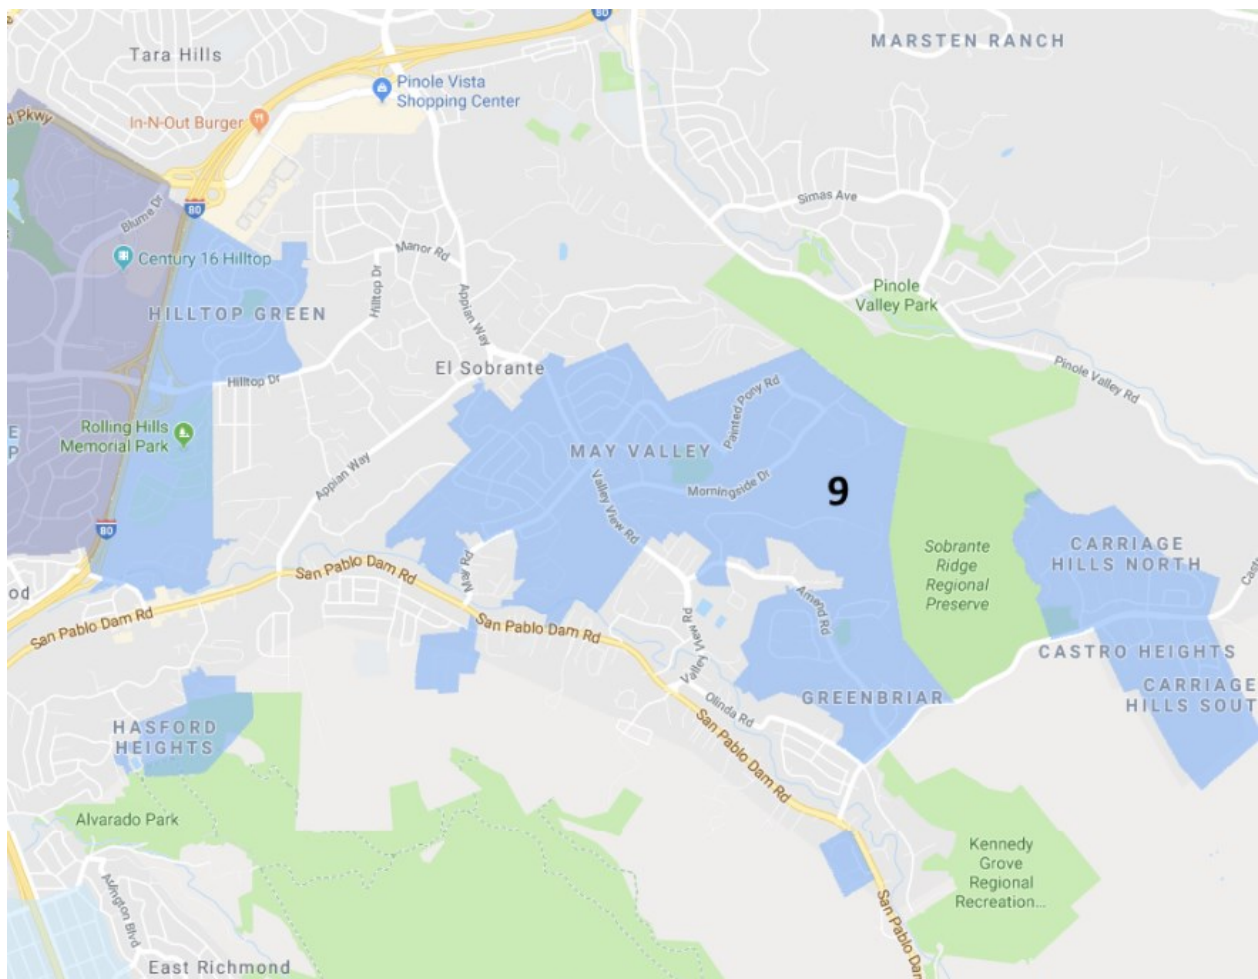 80
MARSTEN RANCH
Tara Hills
Pinole Vista
Shopping Center
d Pkwy
In-N-Out Burger
Simas Ave
80
Blume Dr
Manor Rd
Century 16 Hilltop
Hilltop Dr
Appian Way
Pinole
Valley Park
HILLTOP GREEN
El Sobrante
Hilltop Dr
Pinole Valley Rd
Painted Pony Rd
Rolling Hills
Memorial Park
E
P
MAY VALLEY
Appian Way
Valley View Rd
Morningside Dr
9
80
Sobrante
Ridge
Regional
Preserve
CARRIAGE
HILLS NORTH
May Rd
San Pablo Dam Rd
od
Amend Rd
Castr
San Pablo Dam Rd
San Pablo Dam Rd
Valley View Rd
CASTRO HEIGHTS
GREENBRIAR
CARRIAGE
HILLS SOUT
Olinda Rd
HASFORD
HEIGHTS
San Pablo Dam Rd
Alvarado Park
Kennedy
Grove
Regional
Recreation...
Arlington Blvd
San Pablo Dam
East Richmond